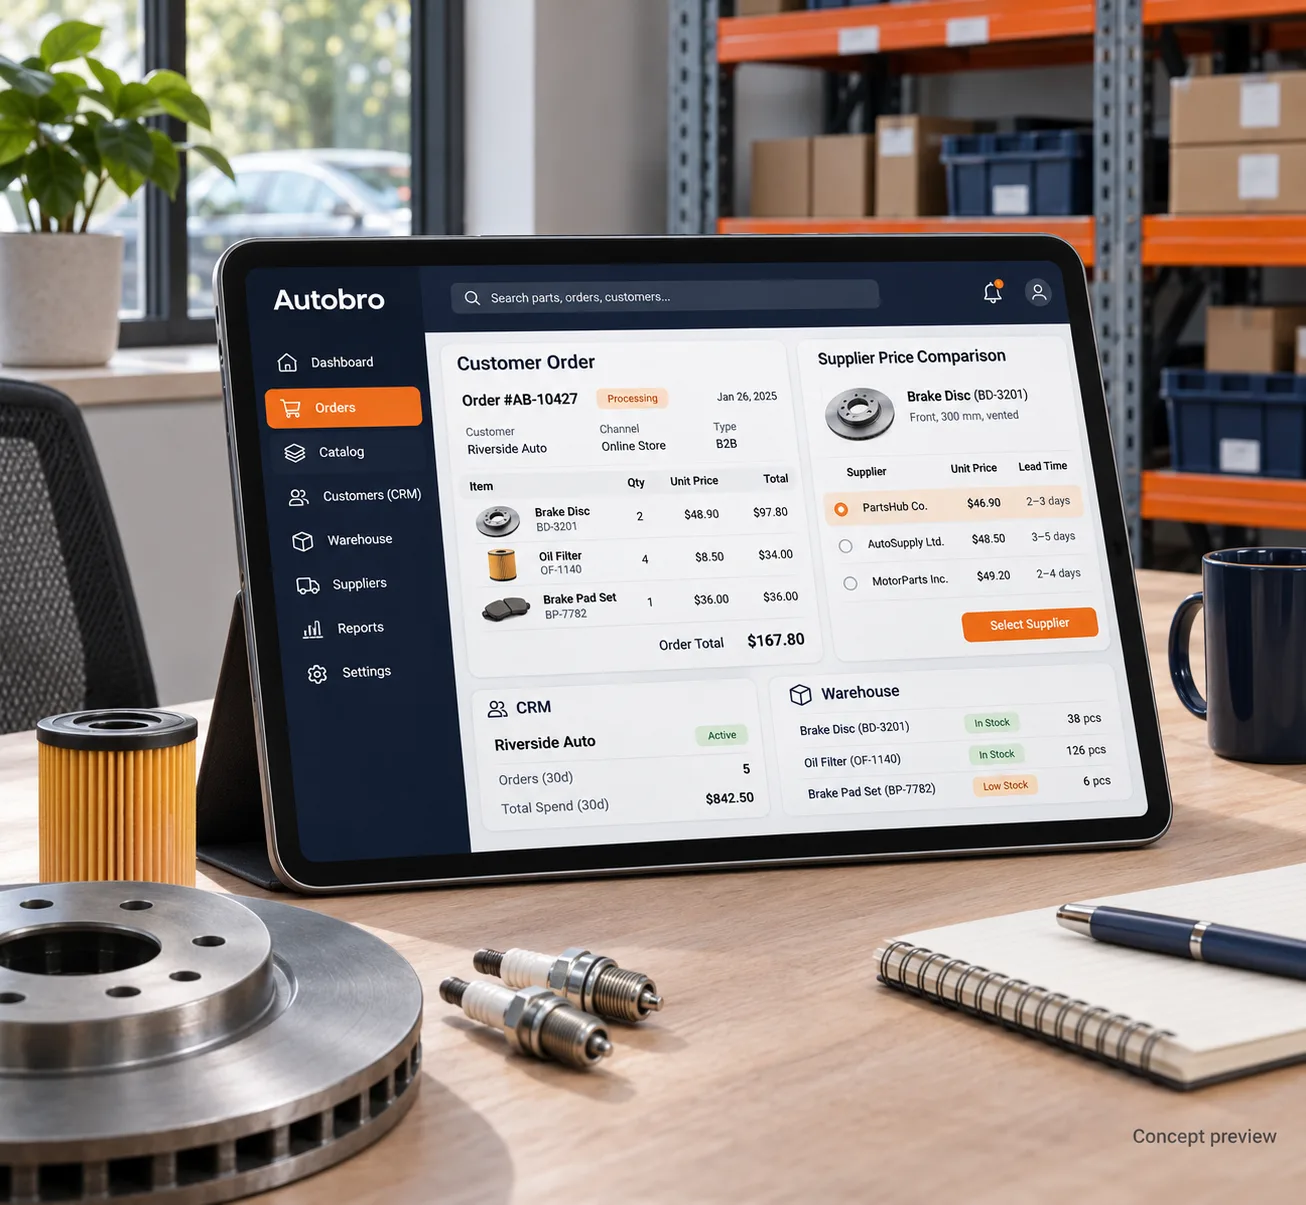 Autobro
Search parts, orders, customers...
Dashboard
Orders
Catalog
Customers (CRM)
Warehouse
Suppliers
Reports
Settings
Customer Order
Order #AB-10427 Processing Jan 26, 2025
Customer Channel Type
Riverside Auto Online Store B2B
Item Qty Unit Price Total
Brake Disc 2 $48.90 $97.80
BD-3201
Oil Filter 4 $8.50 $34.00
OF-1140
Brake Pad Set 1 $36.00 $36.00
BP-7782
Order Total $167.80
Supplier Price Comparison
Brake Disc (BD-3201)
Front, 300 mm, vented
Supplier Unit Price Lead Time
PartsHub Co. $46.90 2–3 days
AutoSupply Ltd. $48.50 3–5 days
MotorParts Inc. $49.20 2–4 days
Select Supplier
CRM
Riverside Auto Active
Orders (30d) 5
Total Spend (30d) $842.50
Warehouse
Brake Disc (BD-3201) In Stock 38 pcs
Oil Filter (OF-1140) In Stock 126 pcs
Brake Pad Set (BP-7782) Low Stock 6 pcs
Concept preview